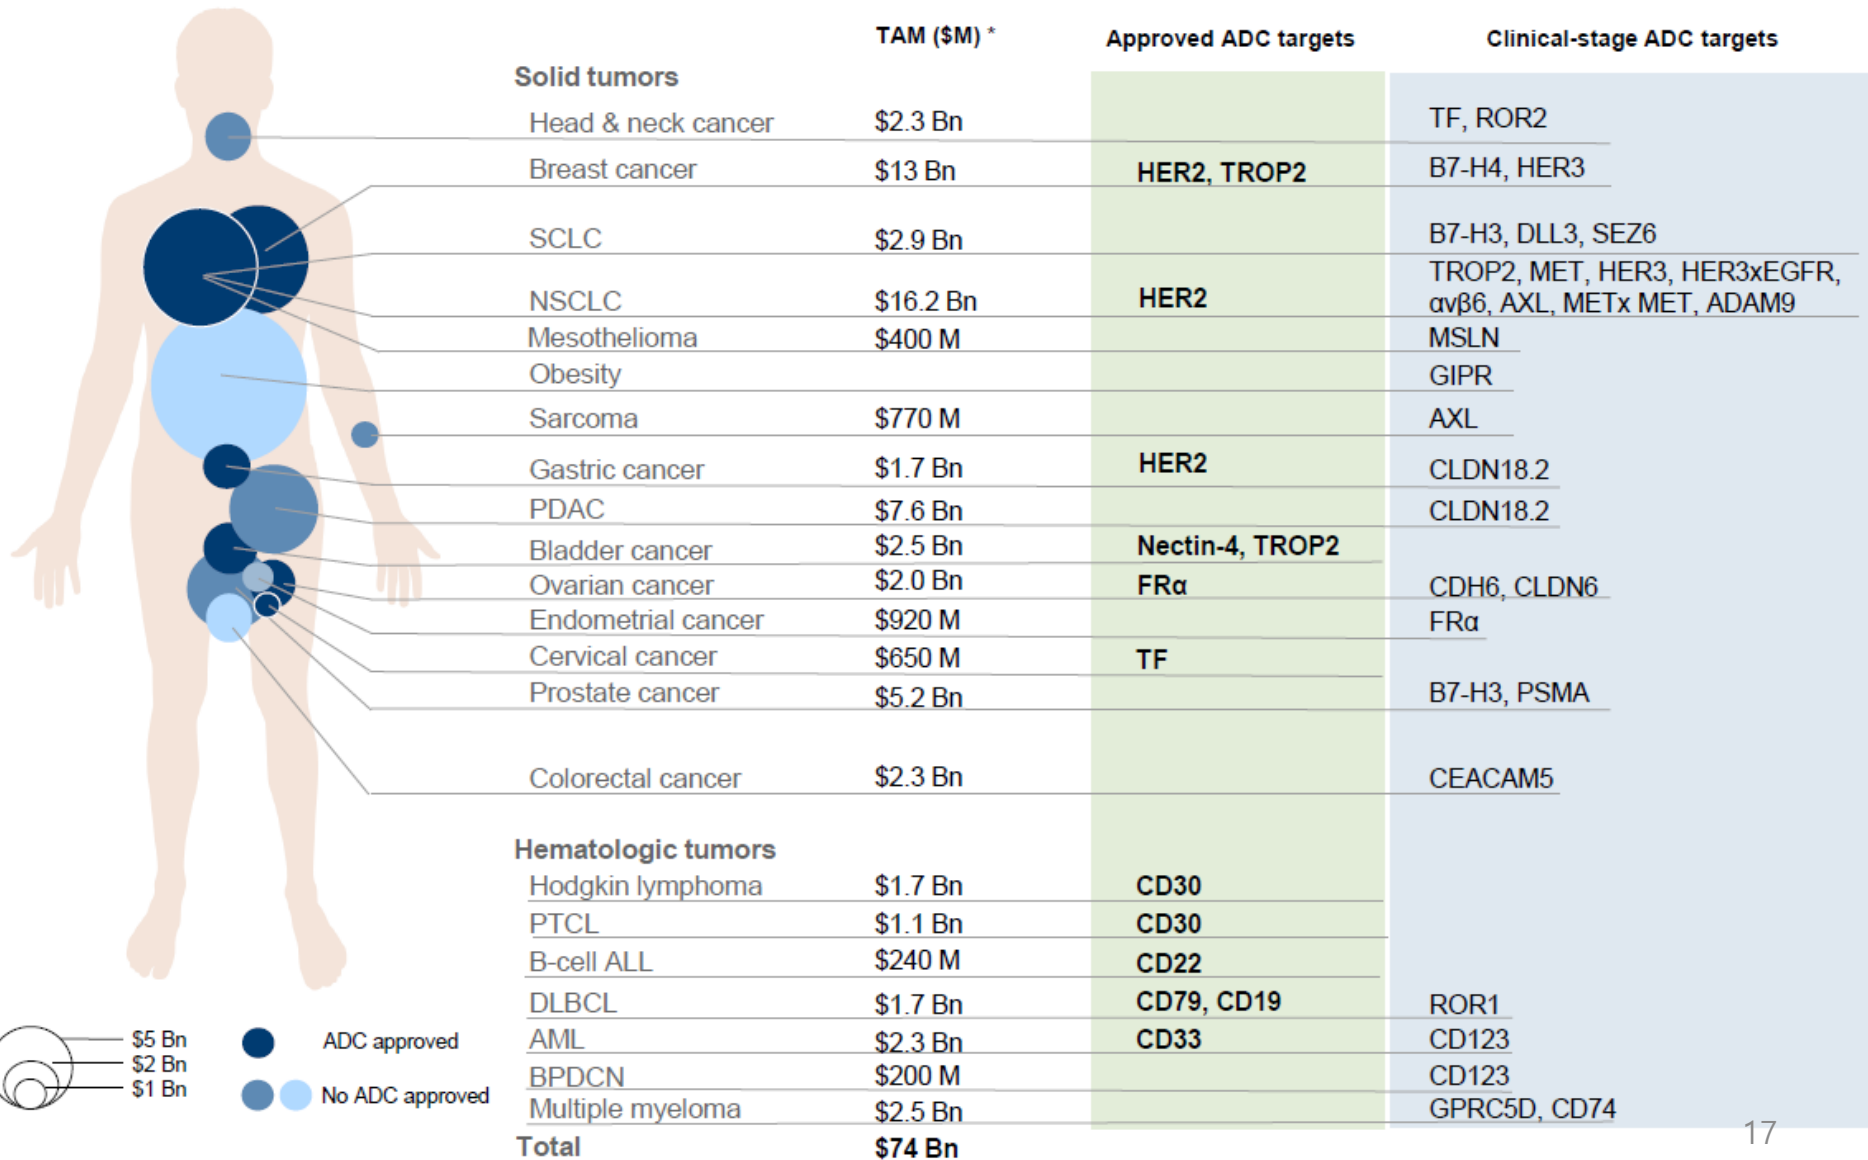 TAM ($M) * Approved ADC targets Clinical-stage ADC targets
Solid tumors
Head & neck cancer $2.3 Bn TF, ROR2
Breast cancer $13 Bn HER2, TROP2 B7-H4, HER3
SCLC $2.9 Bn B7-H3, DLL3, SEZ6
NSCLC $16.2 Bn HER2 TROP2, MET, HER3, HER3xEGFR,
αvβ6, AXL, METx MET, ADAM9
Mesothelioma $400 M MSLN
Obesity GIPR
Sarcoma $770 M AXL
Gastric cancer $1.7 Bn HER2 CLDN18.2
PDAC $7.6 Bn CLDN18.2
Bladder cancer $2.5 Bn Nectin-4, TROP2
Ovarian cancer $2.0 Bn FRα CDH6, CLDN6
Endometrial cancer $920 M FRα
Cervical cancer $650 M TF
Prostate cancer $5.2 Bn B7-H3, PSMA
Colorectal cancer $2.3 Bn CEACAM5
Hematologic tumors
Hodgkin lymphoma $1.7 Bn CD30
PTCL $1.1 Bn CD30
B-cell ALL $240 M CD22
DLBCL $1.7 Bn CD79, CD19 ROR1
AML $2.3 Bn CD33 CD123
BPDCN $200 M CD123
Multiple myeloma $2.5 Bn GPRC5D, CD74
Total $74 Bn
$5 Bn
$2 Bn
$1 Bn
ADC approved
No ADC approved
17